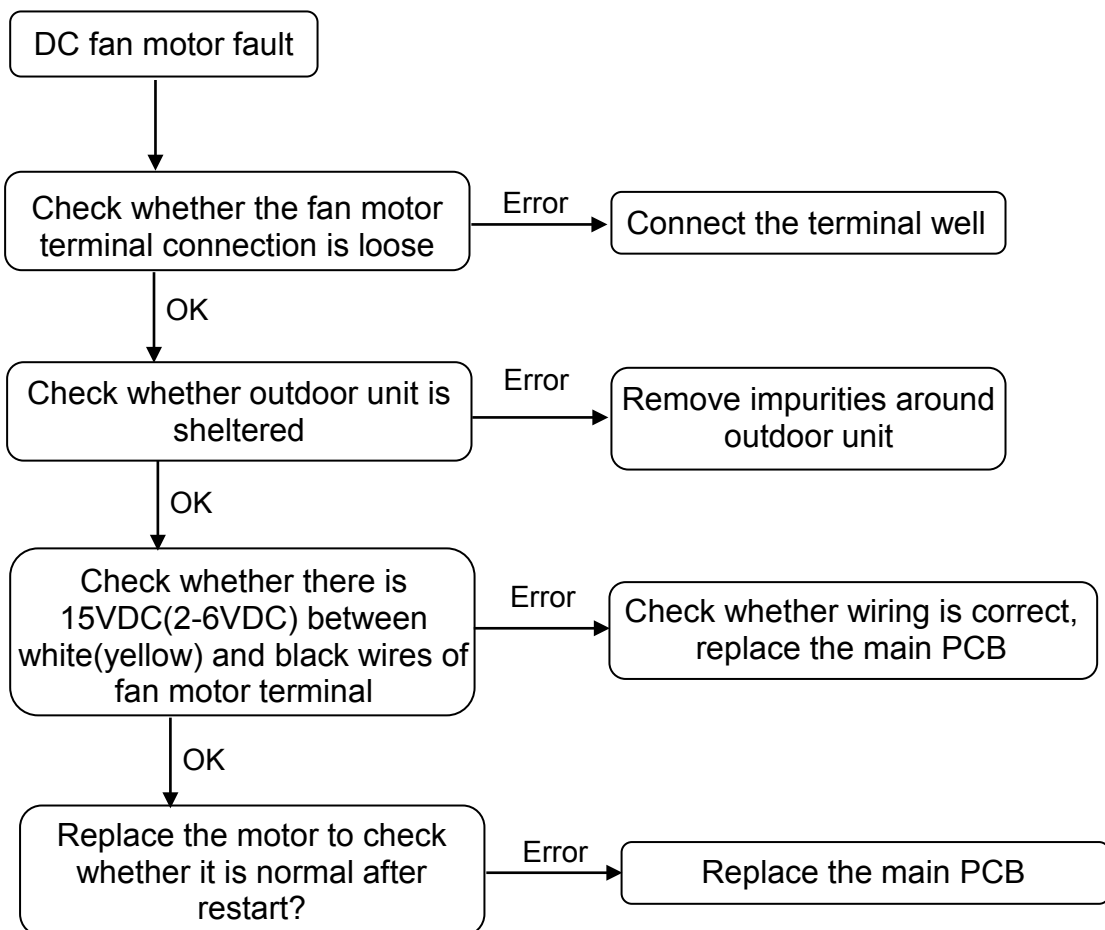 DC fan motor fault
Check whether the fan motor
terminal connection is loose
Error
Connect the terminal well
OK
Check whether outdoor unit is
sheltered
Error
Remove impurities around
outdoor unit
OK
Check whether there is
15VDC(2-6VDC) between
white(yellow) and black wires of
fan motor terminal
Error
Check whether wiring is correct,
replace the main PCB
OK
Replace the motor to check
whether it is normal after
restart?
Error
Replace the main PCB